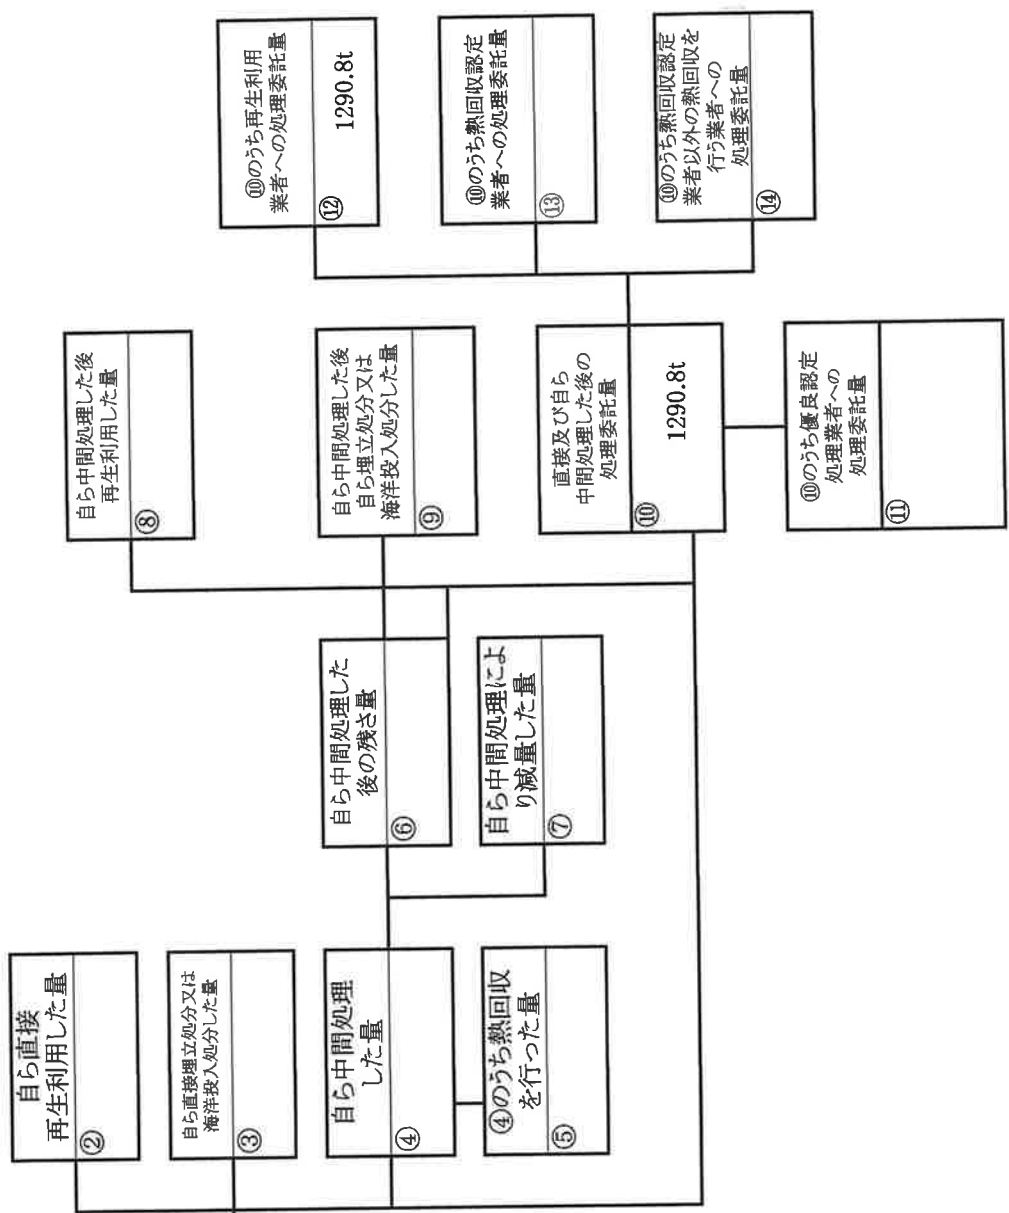 自ら直接
再生利用した量
②
自ら直接埋立処分又は
海洋投入処分した量
③
自ら中間処理
した量
④
④のうち熱回収
を行った量
⑤
自ら中間処理した
後の残さ量
⑥
自ら中間処理によ
り減量した量
⑦
自ら中間処理した後
再生利用した量
⑧
自ら中間処理した後
自ら埋立処分又は
海洋投入処分した量
⑨
直接及び自ら
中間処理した後の
処理委託量
⑩
1290.8t
⑩のうち優良認定
処理業者への
処理委託量
⑪
⑩のうち再生利用
業者への処理委託量
⑫
1290.8t
⑩のうち熱回収認定
業者への処理委託量
⑬
⑩のうち熱回収認定
業者以外の熱回収を
行う業者への
処理委託量
⑭